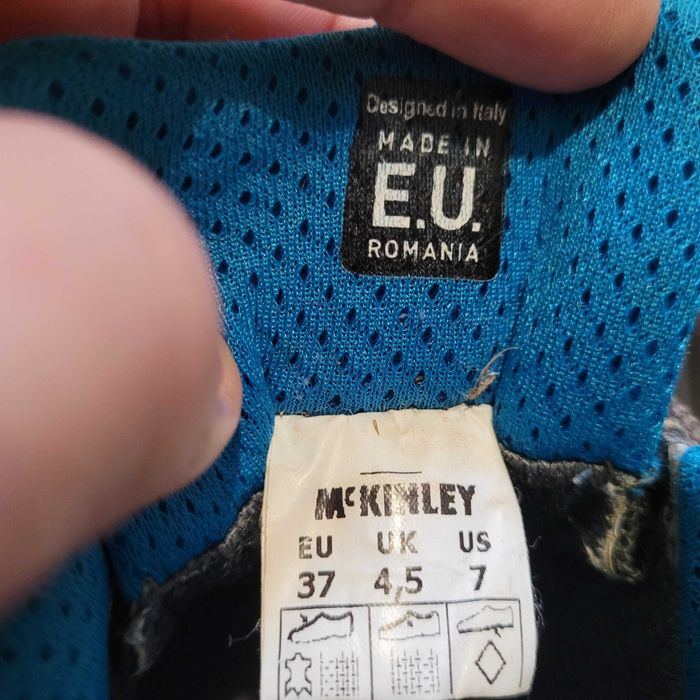 Designed in Italy
MADE IN
E.U.
ROMANIA
McKINLEY
EU UK US
37 4,5 7